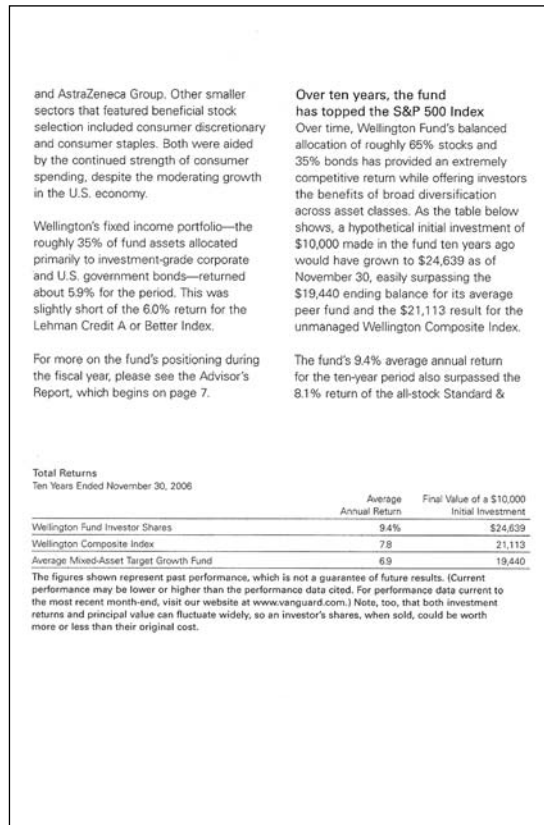 and AstraZeneca Group. Other smaller
sectors that featured beneficial stock
selection included consumer discretionary
and consumer staples. Both were aided
by the continued strength of consumer
spending, despite the moderating growth
in the U.S. economy.
Wellington's fixed income portfolio—the
roughly 35% of fund assets allocated
primarily to investment-grade corporate
and U.S. government bonds—returned
about 5.9% for the period. This was
slightly short of the 6.0% return for the
Lehman Credit A or Better Index.
For more on the fund's positioning during
the fiscal year, please see the Advisor's
Report, which begins on page 7.
Over ten years, the fund
has topped the S&P 500 Index
Over time, Wellington Fund's balanced
allocation of roughly 65% stocks and
35% bonds has provided an extremely
competitive return while offering investors
the benefits of broad diversification
across asset classes. As the table below
shows, a hypothetical initial investment of
$10,000 made in the fund ten years ago
would have grown to $24,639 as of
November 30, easily surpassing the
$19,440 ending balance for its average
peer fund and the $21,113 result for the
unmanaged Wellington Composite Index.
The fund's 9.4% average annual return
for the ten-year period also surpassed the
8.1% return of the all-stock Standard &
Total Returns
Ten Years Ended November 30, 2006
Average Final Value of a $10,000
Annual Return Initial Investment
Wellington Fund Investor Shares 9.4% $24,639
Wellington Composite Index 7.8 21,113
Average Mixed-Asset Target Growth Fund 6.9 19,440
The figures shown represent past performance, which is not a guarantee of future results. (Current
performance may be lower or higher than the performance data cited. For performance data current to
the most recent month-end, visit our website at www.vanguard.com.) Note, too, that both investment
returns and principal value can fluctuate widely, so an investor's shares, when sold, could be worth
more or less than their original cost.